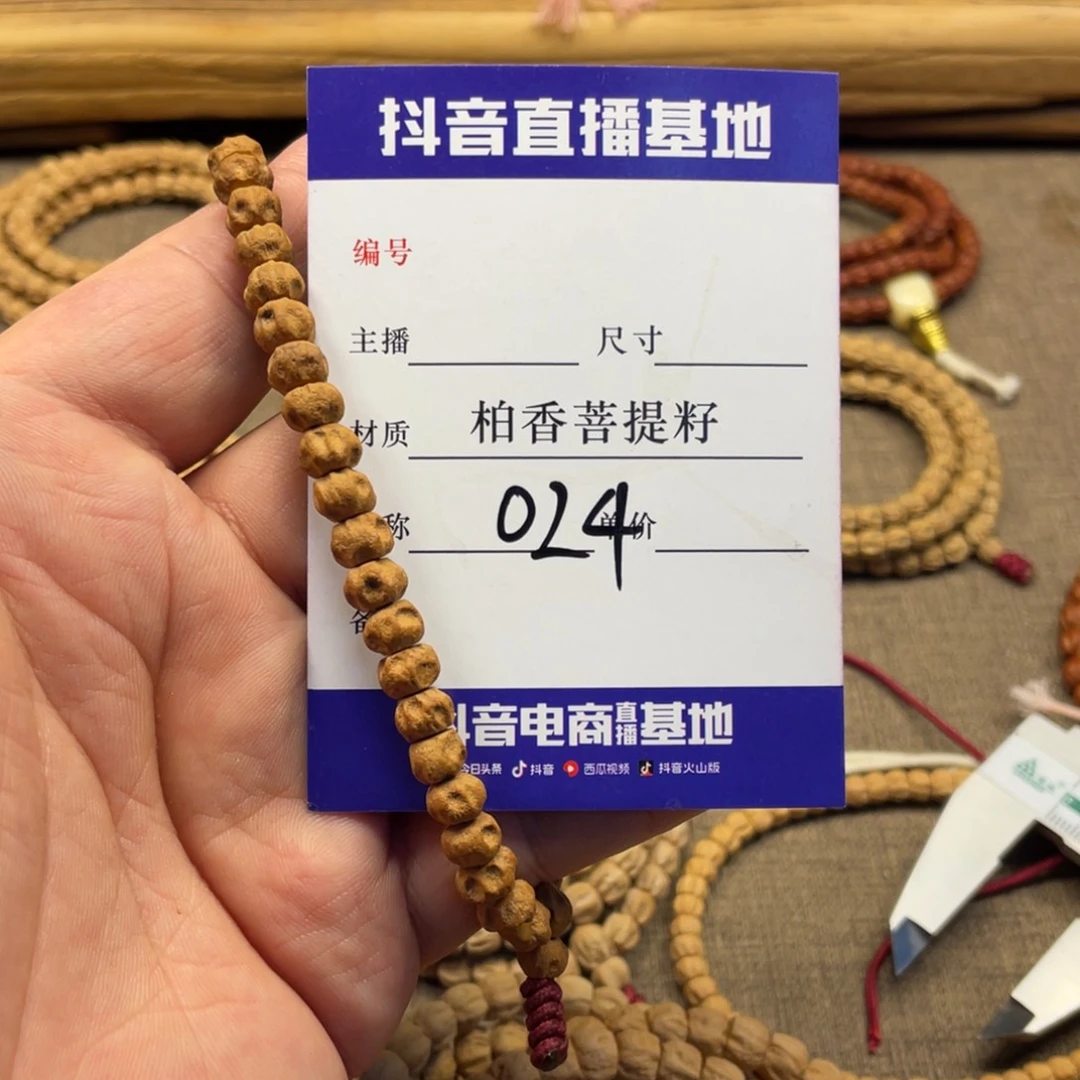 抖音直播基地
编号
主播 尺寸
材质 柏香菩提籽
称 024 单价
抖音电商直播基地
今日头条 抖音 西瓜视频 抖音火山版